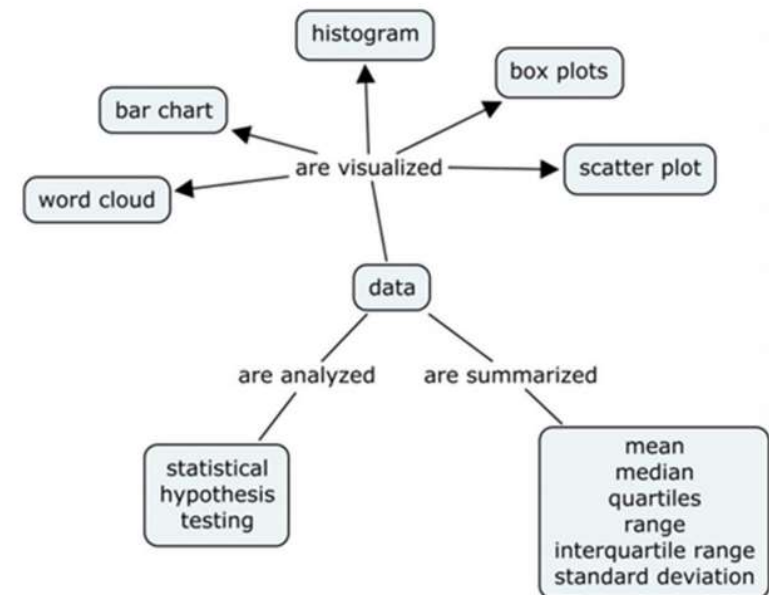 histogram
box plots
bar chart
are visualized
scatter plot
word cloud
data
are analyzed
are summarized
statistical
hypothesis
testing
mean
median
quartiles
range
interquartile range
standard deviation